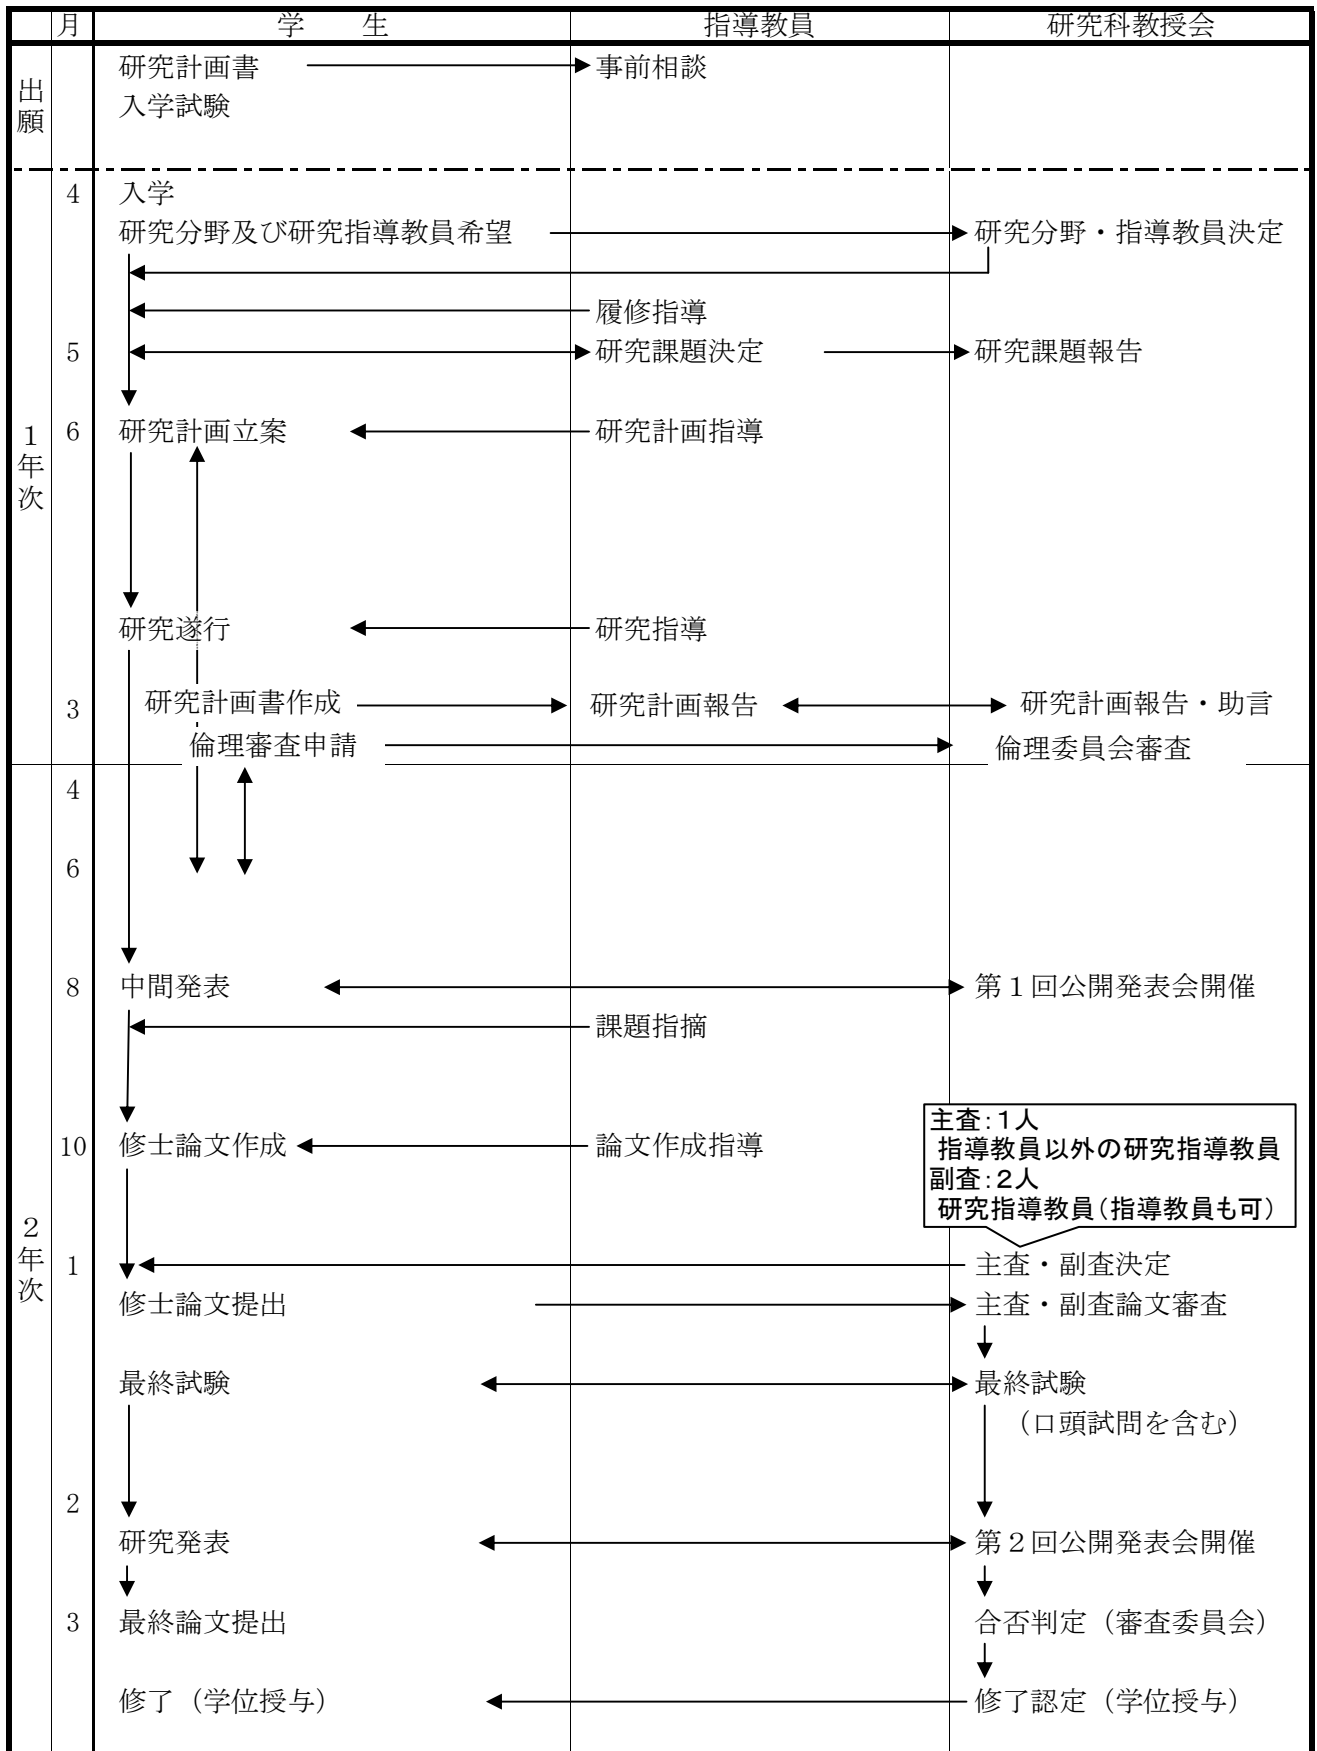 月 学　　生 指導教員 研究科教授会
出願
研究計画書 事前相談
入学試験
4 入学
研究分野及び研究指導教員希望 研究分野・指導教員決定
履修指導
5 研究課題決定 研究課題報告
1年次
6 研究計画立案 研究計画指導
研究遂行 研究指導
3 研究計画書作成 研究計画報告 研究計画報告・助言
倫理審査申請 倫理委員会審査
4
6
8 中間発表 第1回公開発表会開催
課題指摘
主査：1人
指導教員以外の研究指導教員
副査：2人
研究指導教員（指導教員も可）
10 修士論文作成 論文作成指導
2年次
1 主査・副査決定
修士論文提出 主査・副査論文審査
最終試験 最終試験
（口頭試問を含む）
2
研究発表 第2回公開発表会開催
3 最終論文提出 合否判定（審査委員会）
修了（学位授与） 修了認定（学位授与）